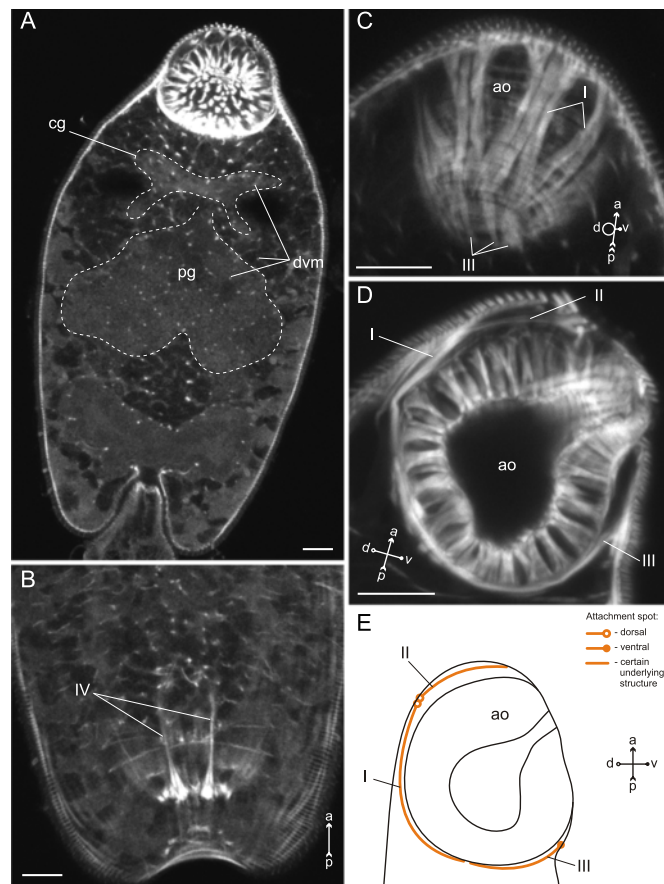 A
cg
pg
dvm
B
IV
a
p
C
ao
I
III
a
d
v
p
D
II
I
ao
III
a
d
v
p
E
Attachment spot:
- dorsal
- ventral
- certain
underlying
structure
II
ao
I
III
a
d
v
p